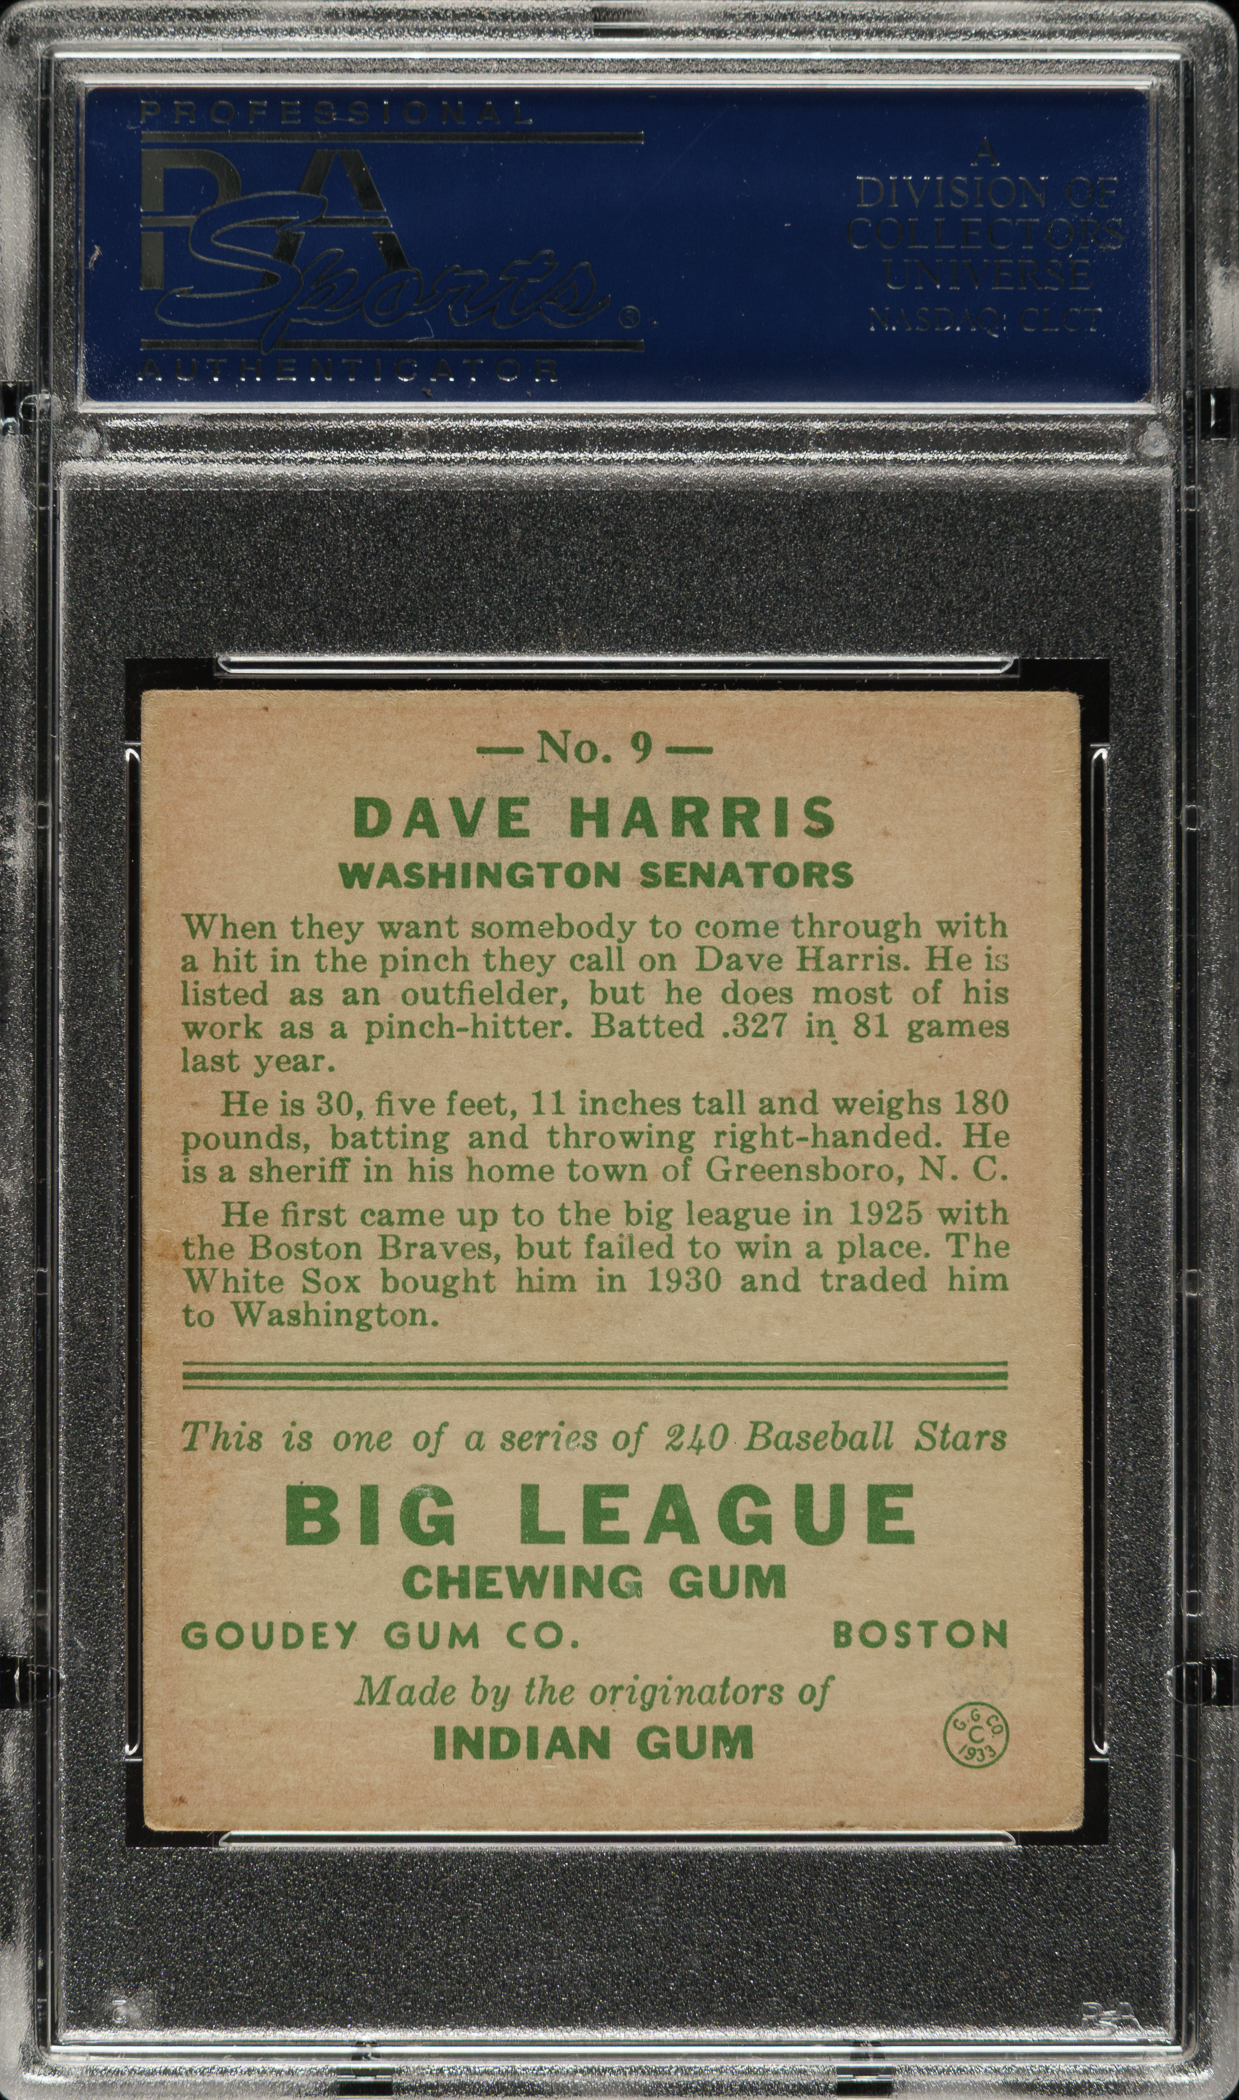 PROFESSIONAL
PSA
Sports®
AUTHENTICATOR
A
DIVISION OF
COLLECTORS
UNIVERSE
NASDAQ: CLCT
— No. 9 —
DAVE HARRIS
WASHINGTON SENATORS
When they want somebody to come through with
a hit in the pinch they call on Dave Harris. He is
listed as an outfielder, but he does most of his
work as a pinch-hitter. Batted .327 in 81 games
last year.
He is 30, five feet, 11 inches tall and weighs 180
pounds, batting and throwing right-handed. He
is a sheriff in his home town of Greensboro, N. C.
He first came up to the big league in 1925 with
the Boston Braves, but failed to win a place. The
White Sox bought him in 1930 and traded him
to Washington.
This is one of a series of 240 Baseball Stars
BIG LEAGUE
CHEWING GUM
GOUDEY GUM CO. BOSTON
Made by the originators of
INDIAN GUM
G.G.CO.
C
1933
PSA